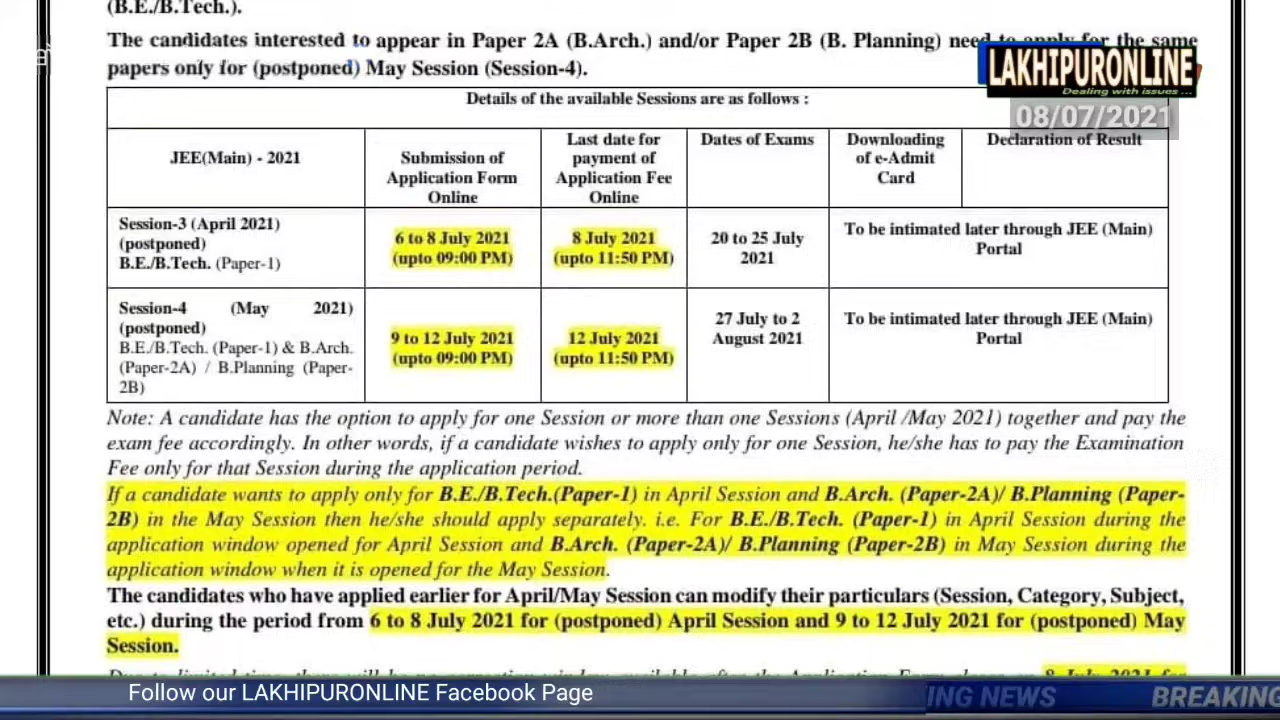 (B.E./B.Tech.).
The candidates interested to appear in Paper 2A (B.Arch.) and/or Paper 2B (B. Planning) need to apply for the same
papers only for (postponed) May Session (Session-4).
LAKHIPURONLINE
Dealing with issues ...
08/07/2021
Details of the available Sessions are as follows :
JEE(Main) - 2021
Submission of
Application Form
Online
Last date for
payment of
Application Fee
Online
Dates of Exams
Downloading
of e-Admit
Card
Declaration of Result
Session-3 (April 2021)
(postponed)
B.E./B.Tech. (Paper-1)
6 to 8 July 2021
(upto 09:00 PM)
8 July 2021
(upto 11:50 PM)
20 to 25 July
2021
To be intimated later through JEE (Main)
Portal
Session-4 (May 2021)
(postponed)
B.E./B.Tech. (Paper-1) & B.Arch.
(Paper-2A) / B.Planning (Paper-
2B)
9 to 12 July 2021
(upto 09:00 PM)
12 July 2021
(upto 11:50 PM)
27 July to 2
August 2021
To be intimated later through JEE (Main)
Portal
Note: A candidate has the option to apply for one Session or more than one Sessions (April /May 2021) together and pay the
exam fee accordingly. In other words, if a candidate wishes to apply only for one Session, he/she has to pay the Examination
Fee only for that Session during the application period.
If a candidate wants to apply only for B.E./B.Tech.(Paper-1) in April Session and B.Arch. (Paper-2A)/ B.Planning (Paper-
2B) in the May Session then he/she should apply separately. i.e. For B.E./B.Tech. (Paper-1) in April Session during the
application window opened for April Session and B.Arch. (Paper-2A)/ B.Planning (Paper-2B) in May Session during the
application window when it is opened for the May Session.
The candidates who have applied earlier for April/May Session can modify their particulars (Session, Category, Subject,
etc.) during the period from 6 to 8 July 2021 for (postponed) April Session and 9 to 12 July 2021 for (postponed) May
Session.
Follow our LAKHIPURONLINE Facebook Page
ING NEWS BREAKING